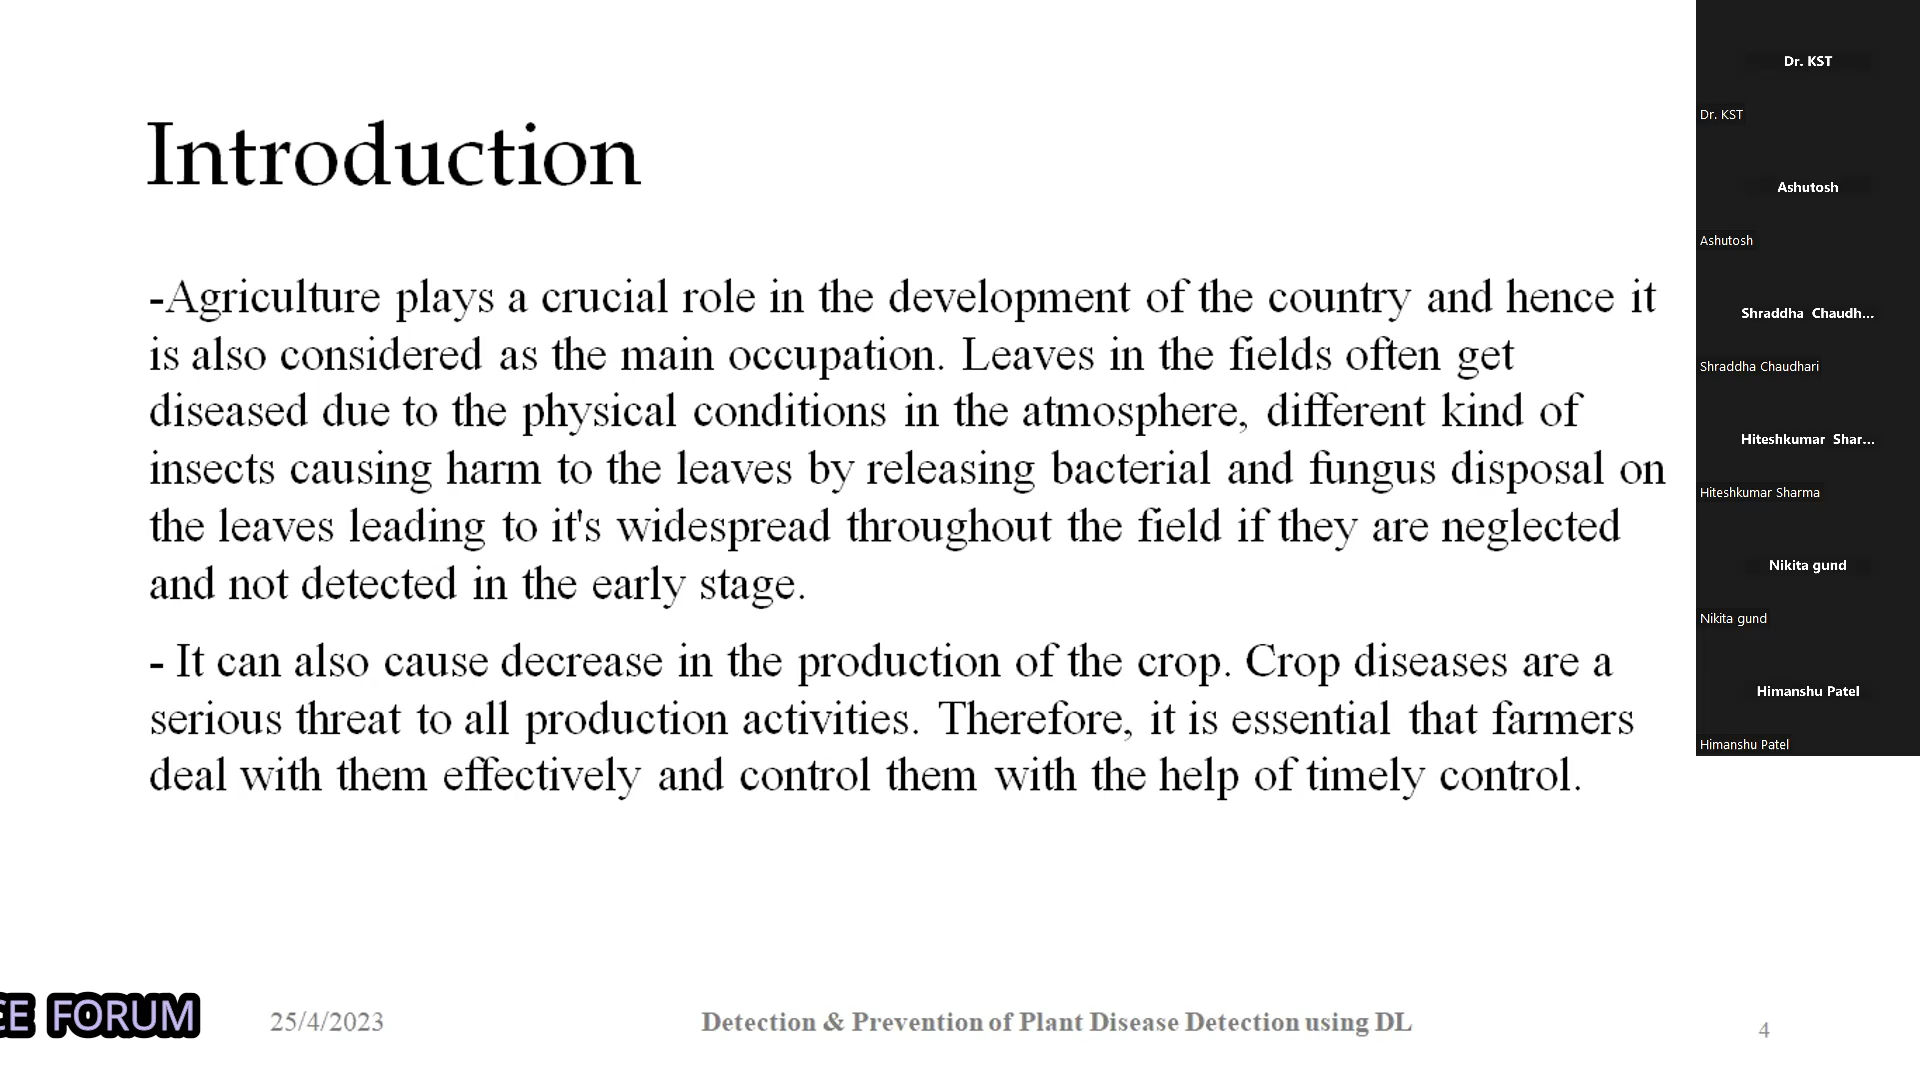 Introduction
-Agriculture plays a crucial role in the development of the country and hence it
is also considered as the main occupation. Leaves in the fields often get
diseased due to the physical conditions in the atmosphere, different kind of
insects causing harm to the leaves by releasing bacterial and fungus disposal on
the leaves leading to it's widespread throughout the field if they are neglected
and not detected in the early stage.
- It can also cause decrease in the production of the crop. Crop diseases are a
serious threat to all production activities. Therefore, it is essential that farmers
deal with them effectively and control them with the help of timely control.
FORUM
25/4/2023
Detection & Prevention of Plant Disease Detection using DL
4
Dr. KST
Dr. KST
Ashutosh
Ashutosh
Shraddha Chaudh...
Shraddha Chaudhari
Hiteshkumar Shar...
Hiteshkumar Sharma
Nikita gund
Nikita gund
Himanshu Patel
Himanshu Patel